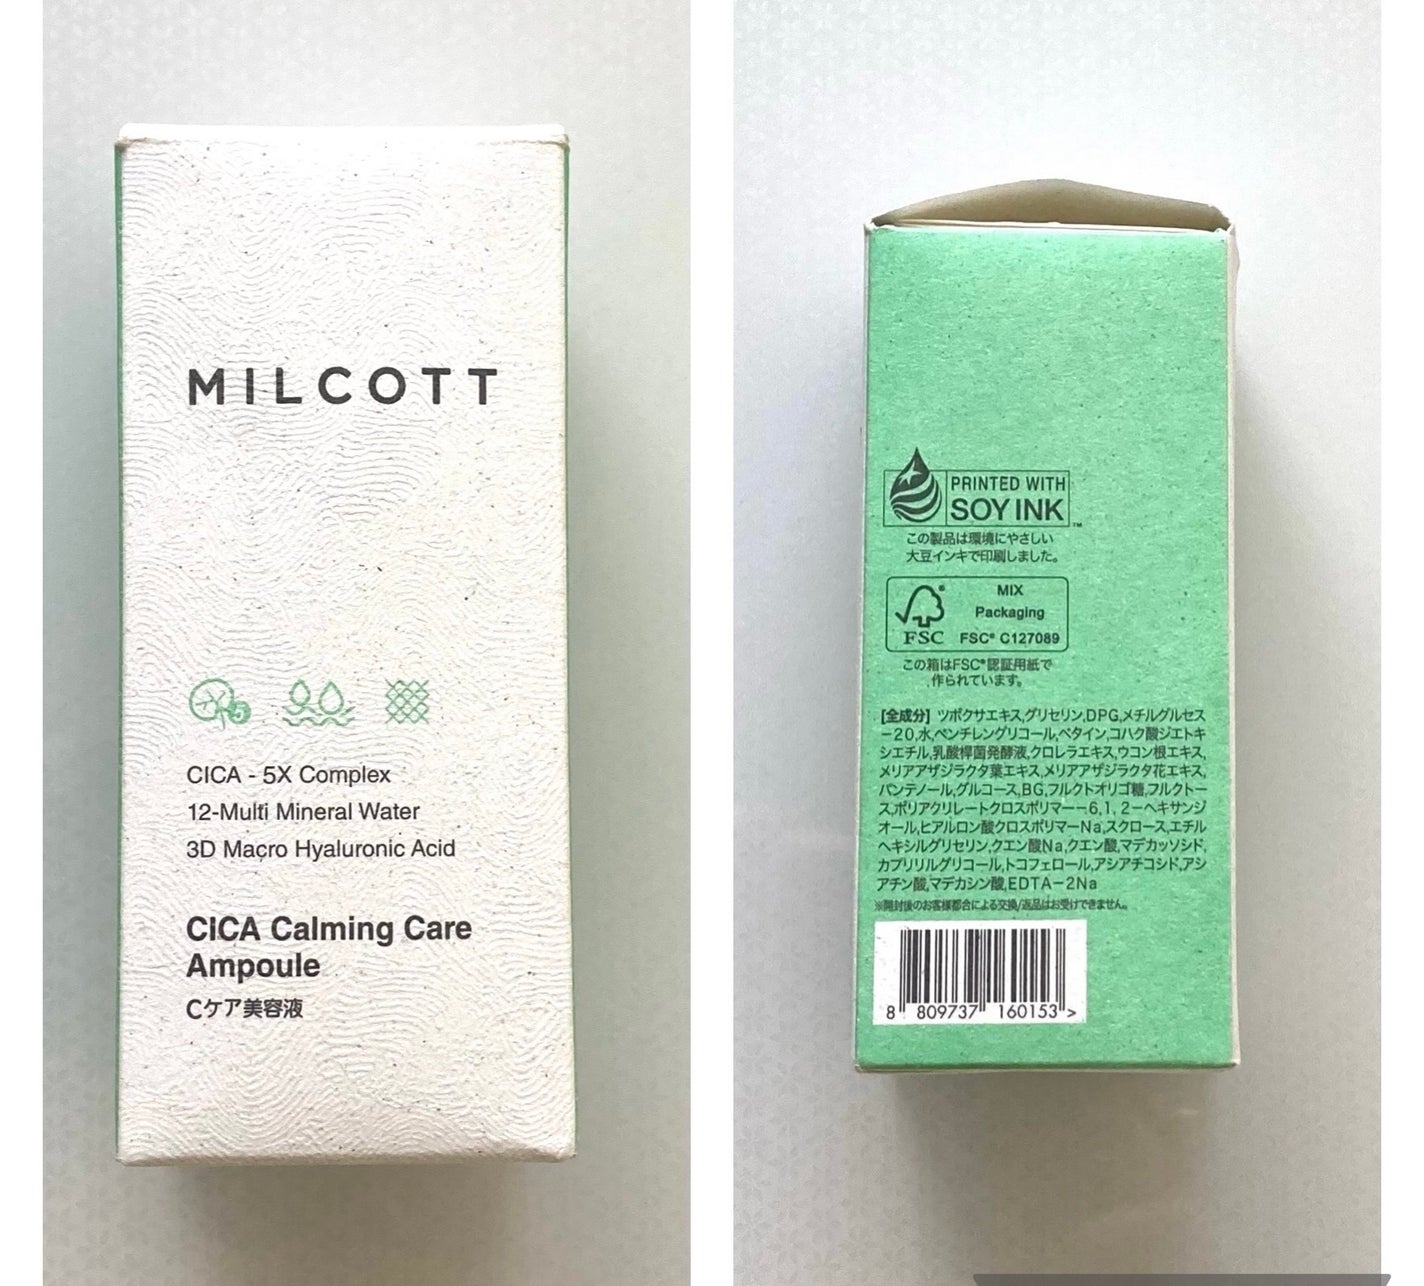 MILCOTT
CICA - 5X Complex
12-Multi Mineral Water
3D Macro Hyaluronic Acid
CICA Calming Care
Ampoule
Cケア美容液
PRINTED WITH
SOY INK™
この製品は環境にやさしい
大豆インキで印刷しました。
MIX
Packaging
FSC
FSC® C127089
この箱はFSC®認証用紙で
作られています。
[全成分] ツボクサエキス,グリセリン,DPG,メチルグルセス
－20,水,ペンチレングリコール,ベタイン,コハク酸ジエトキ
シエチル,乳酸桿菌発酵液,クロレラエキス,ウコン根エキス,
メリアアザジラクタ葉エキス,メリアアザジラクタ花エキス,
パンテノール,グルコース,BG,フルクトオリゴ糖,フルクトー
ス,ポリアクリレートクロスポリマー－6,1，2－ヘキサンジ
オール,ヒアルロン酸クロスポリマーNa,スクロース,エチル
ヘキシルグリセリン,クエン酸Na,クエン酸,マデカッソシド,
カプリリルグリコール,トコフェロール,アシアチコシド,アシ
アチン酸,マデカシン酸,EDTA－2Na
※開封後のお客様都合による交換/返品はお受けできません。
8 809737 160153 >